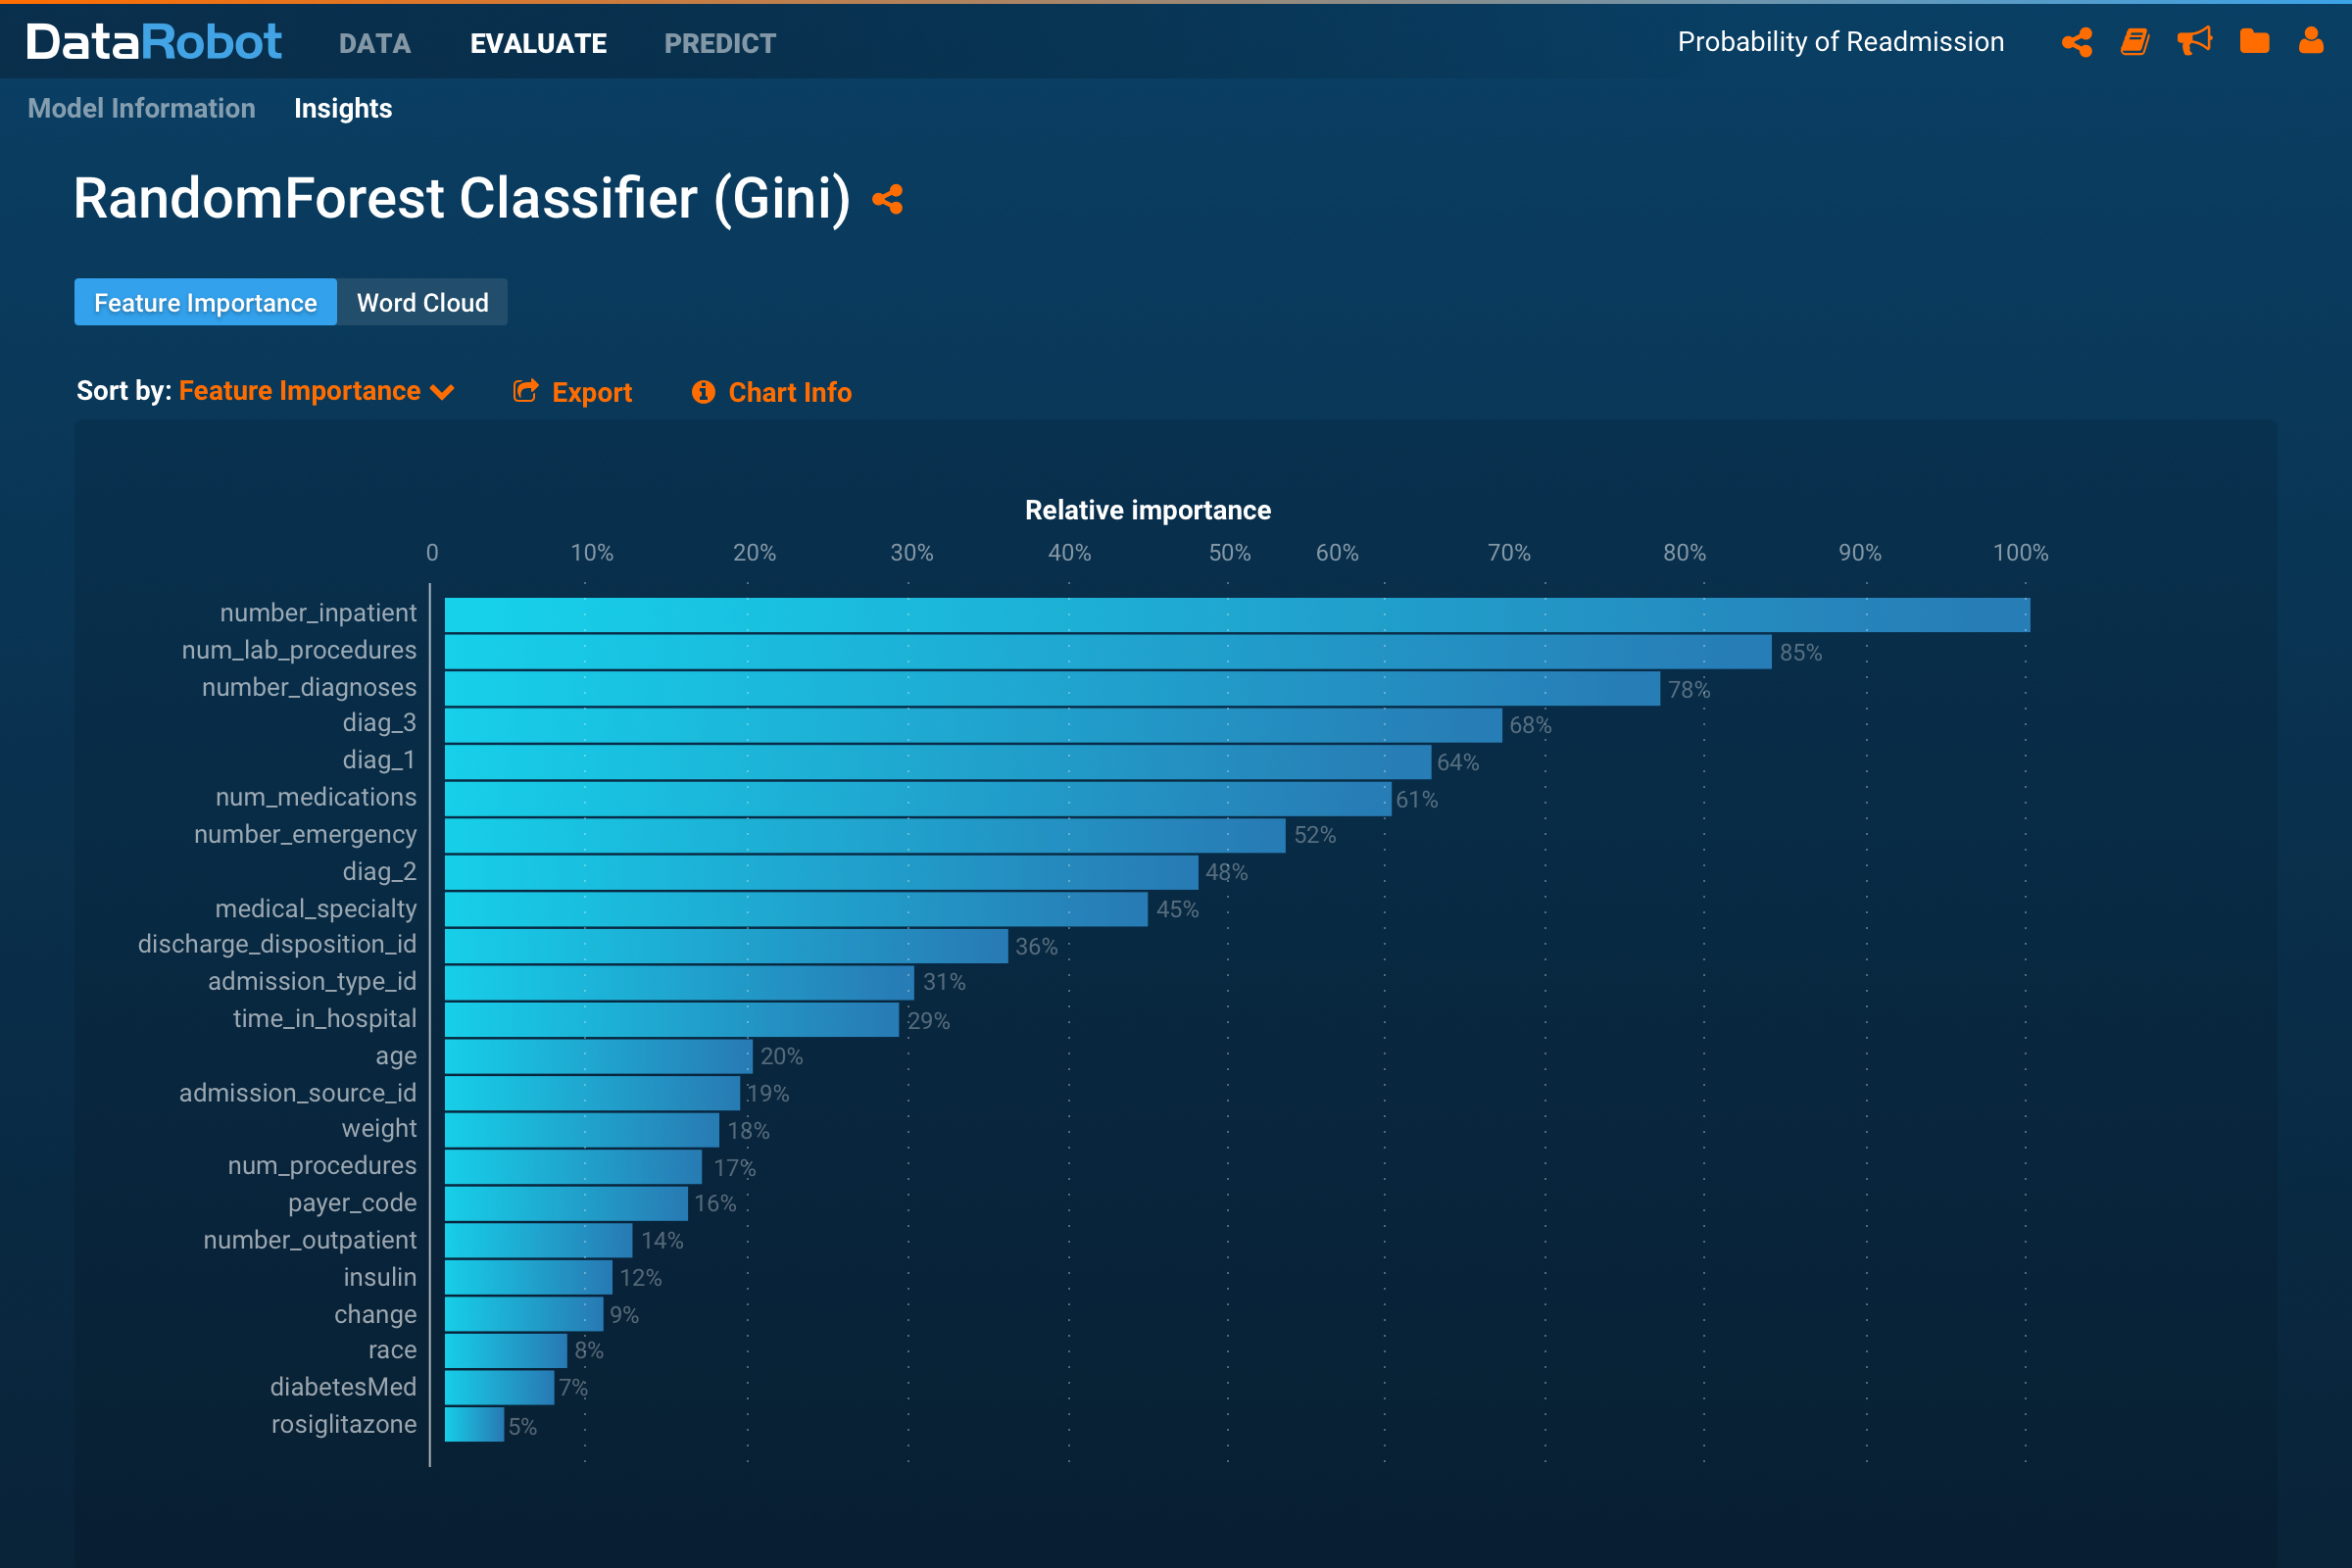 DataRobot DATA EVALUATE PREDICT Probability of Readmission
Model Information Insights
RandomForest Classifier (Gini)
Feature Importance Word Cloud
Sort by: Feature Importance Export Chart Info
Relative importance
0 10% 20% 30% 40% 50% 60% 70% 80% 90% 100%
number_inpatient
num_lab_procedures 85%
number_diagnoses 78%
diag_3 68%
diag_1 64%
num_medications 61%
number_emergency 52%
diag_2 48%
medical_specialty 45%
discharge_disposition_id 36%
admission_type_id 31%
time_in_hospital 29%
age 20%
admission_source_id 19%
weight 18%
num_procedures 17%
payer_code 16%
number_outpatient 14%
insulin 12%
change 9%
race 8%
diabetesMed 7%
rosiglitazone 5%